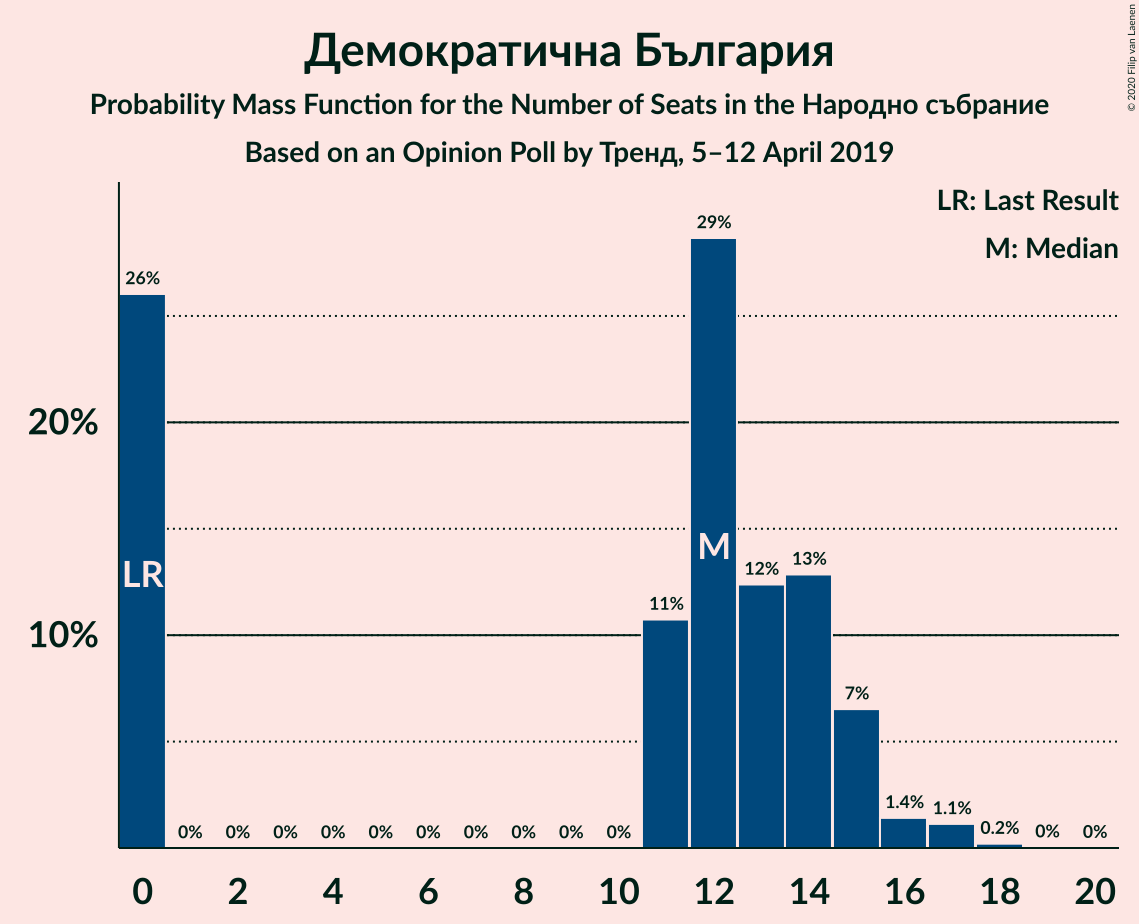 Демократична България
Probability Mass Function for the Number of Seats in the Народно събрание
Based on an Opinion Poll by Тренд, 5–12 April 2019
© 2020 Filip van Laenen
LR: Last Result
M: Median
29%
26%
20%
M
13%
12%
LR
11%
10%
7%
1.4%
1.1%
0.2%
0% 0% 0% 0% 0% 0% 0% 0% 0% 0% 0% 0%
0 2 4 6 8 10 12 14 16 18 20